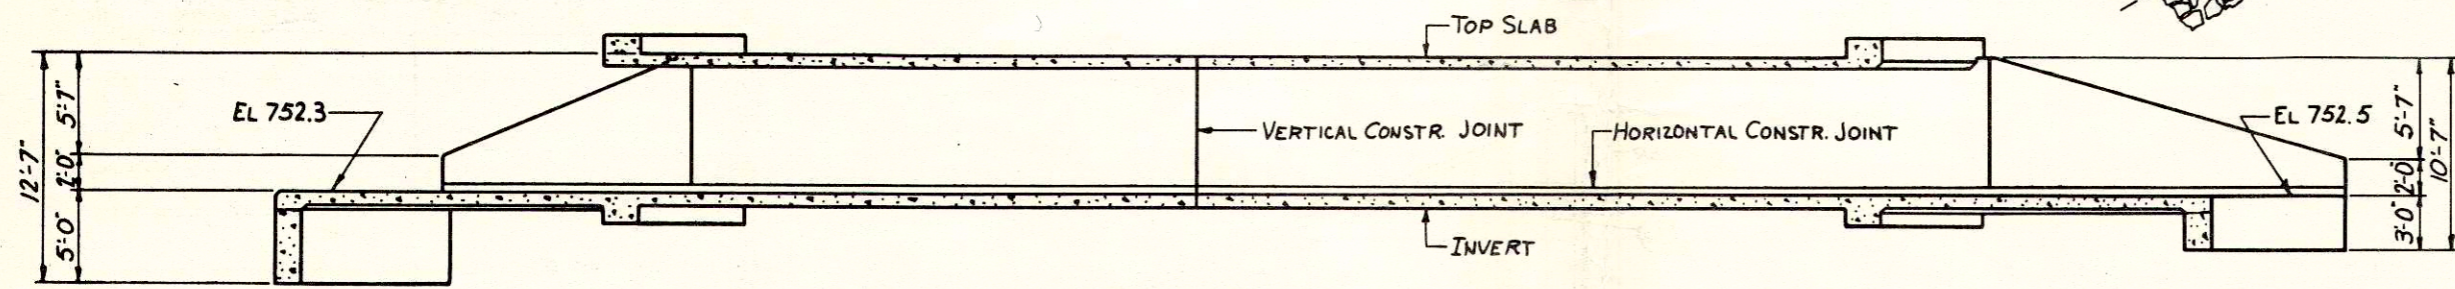 TOP SLAB
EL 752.3
VERTICAL CONSTR. JOINT
HORIZONTAL CONSTR. JOINT
EL 752.5
INVERT
12'-7"
5'-7"
2'-0"
5'-0"
5'-7"
2'-0"
3'-0"
10'-7"